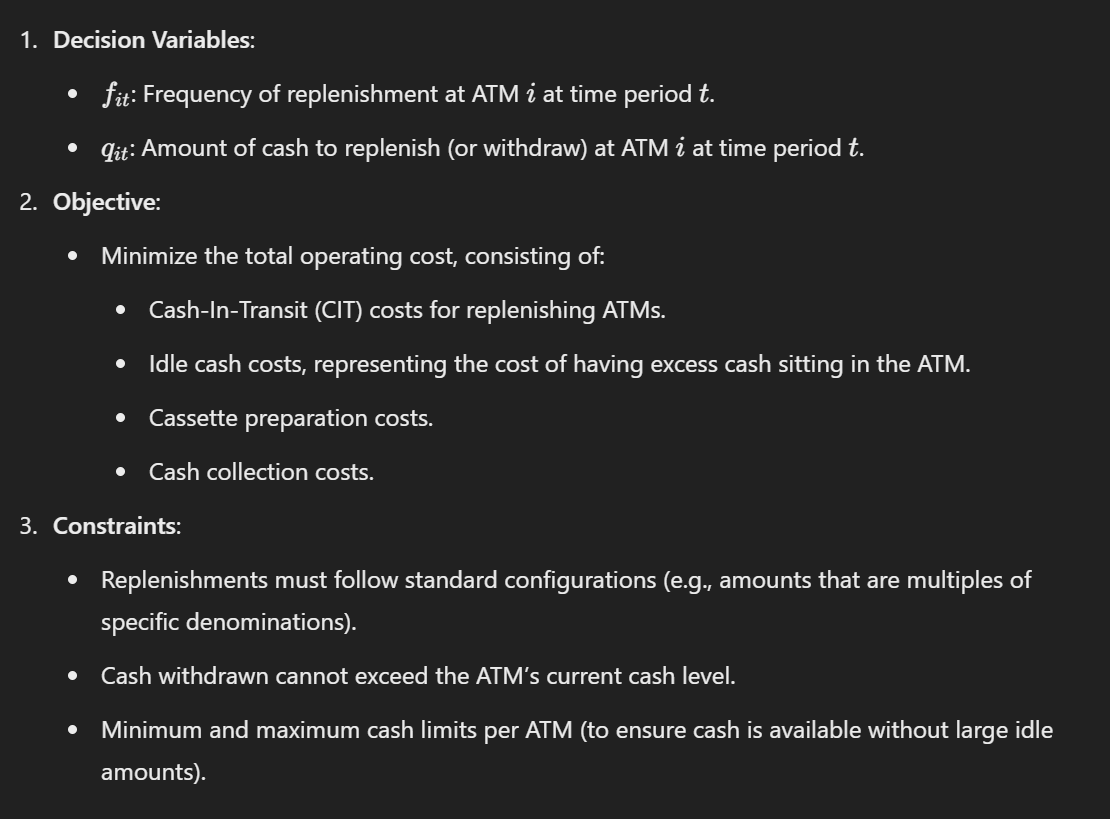 1. Decision Variables:
• fit: Frequency of replenishment at ATM i at time period t.
• qit: Amount of cash to replenish (or withdraw) at ATM i at time period t.
2. Objective:
• Minimize the total operating cost, consisting of:
• Cash-In-Transit (CIT) costs for replenishing ATMs.
• Idle cash costs, representing the cost of having excess cash sitting in the ATM.
• Cassette preparation costs.
• Cash collection costs.
3. Constraints:
• Replenishments must follow standard configurations (e.g., amounts that are multiples of
specific denominations).
• Cash withdrawn cannot exceed the ATM’s current cash level.
• Minimum and maximum cash limits per ATM (to ensure cash is available without large idle
amounts).